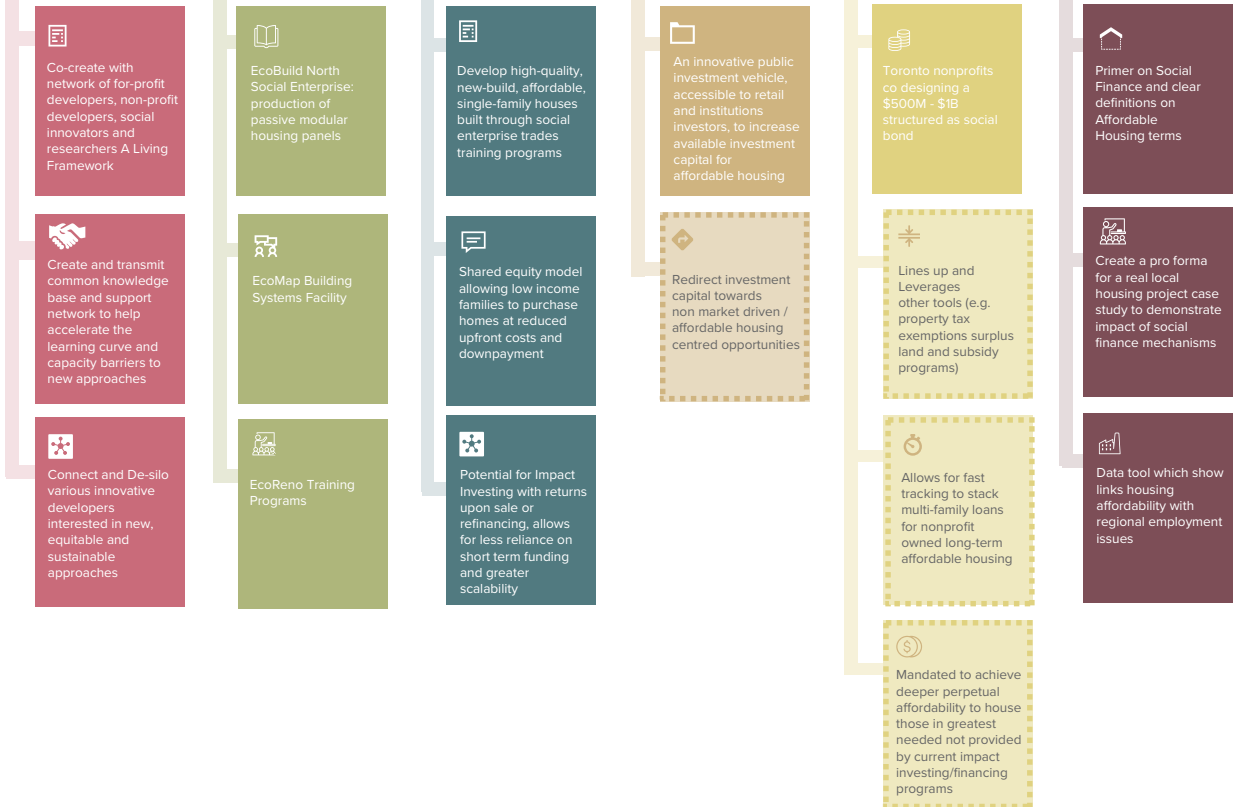 Co-create with
network of for-profit
developers, non-profit
developers, social
innovators and
researchers A Living
Framework
Create and transmit
common knowledge
base and support
network to help
accelerate the
learning curve and
capacity barriers to
new approaches
Connect and De-silo
various innovative
developers
interested in new,
equitable and
sustainable
approaches
EcoBuild North
Social Enterprise:
production of
passive modular
housing panels
EcoMap Building
Systems Facility
EcoReno Training
Programs
Develop high-quality,
new-build, affordable,
single-family houses
built through social
enterprise trades
training programs
Shared equity model
allowing low income
families to purchase
homes at reduced
upfront costs and
downpayment
Potential for Impact
Investing with returns
upon sale or
refinancing, allows
for less reliance on
short term funding
and greater
scalability
An innovative public
investment vehicle,
accessible to retail
and institutions
investors, to increase
available investment
capital for
affordable housing
Redirect investment
capital towards
non market driven /
affordable housing
centred opportunities
Toronto nonprofits
co designing a
$500M - $1B
structured as social
bond
Lines up and
Leverages
other tools (e.g.
property tax
exemptions surplus
land and subsidy
programs)
Allows for fast
tracking to stack
multi-family loans
for nonprofit
owned long-term
affordable housing
Mandated to achieve
deeper perpetual
affordability to house
those in greatest
needed not provided
by current impact
investing/financing
programs
Primer on Social
Finance and clear
definitions on
Affordable
Housing terms
Create a pro forma
for a real local
housing project case
study to demonstrate
impact of social
finance mechanisms
Data tool which show
links housing
affordability with
regional employment
issues